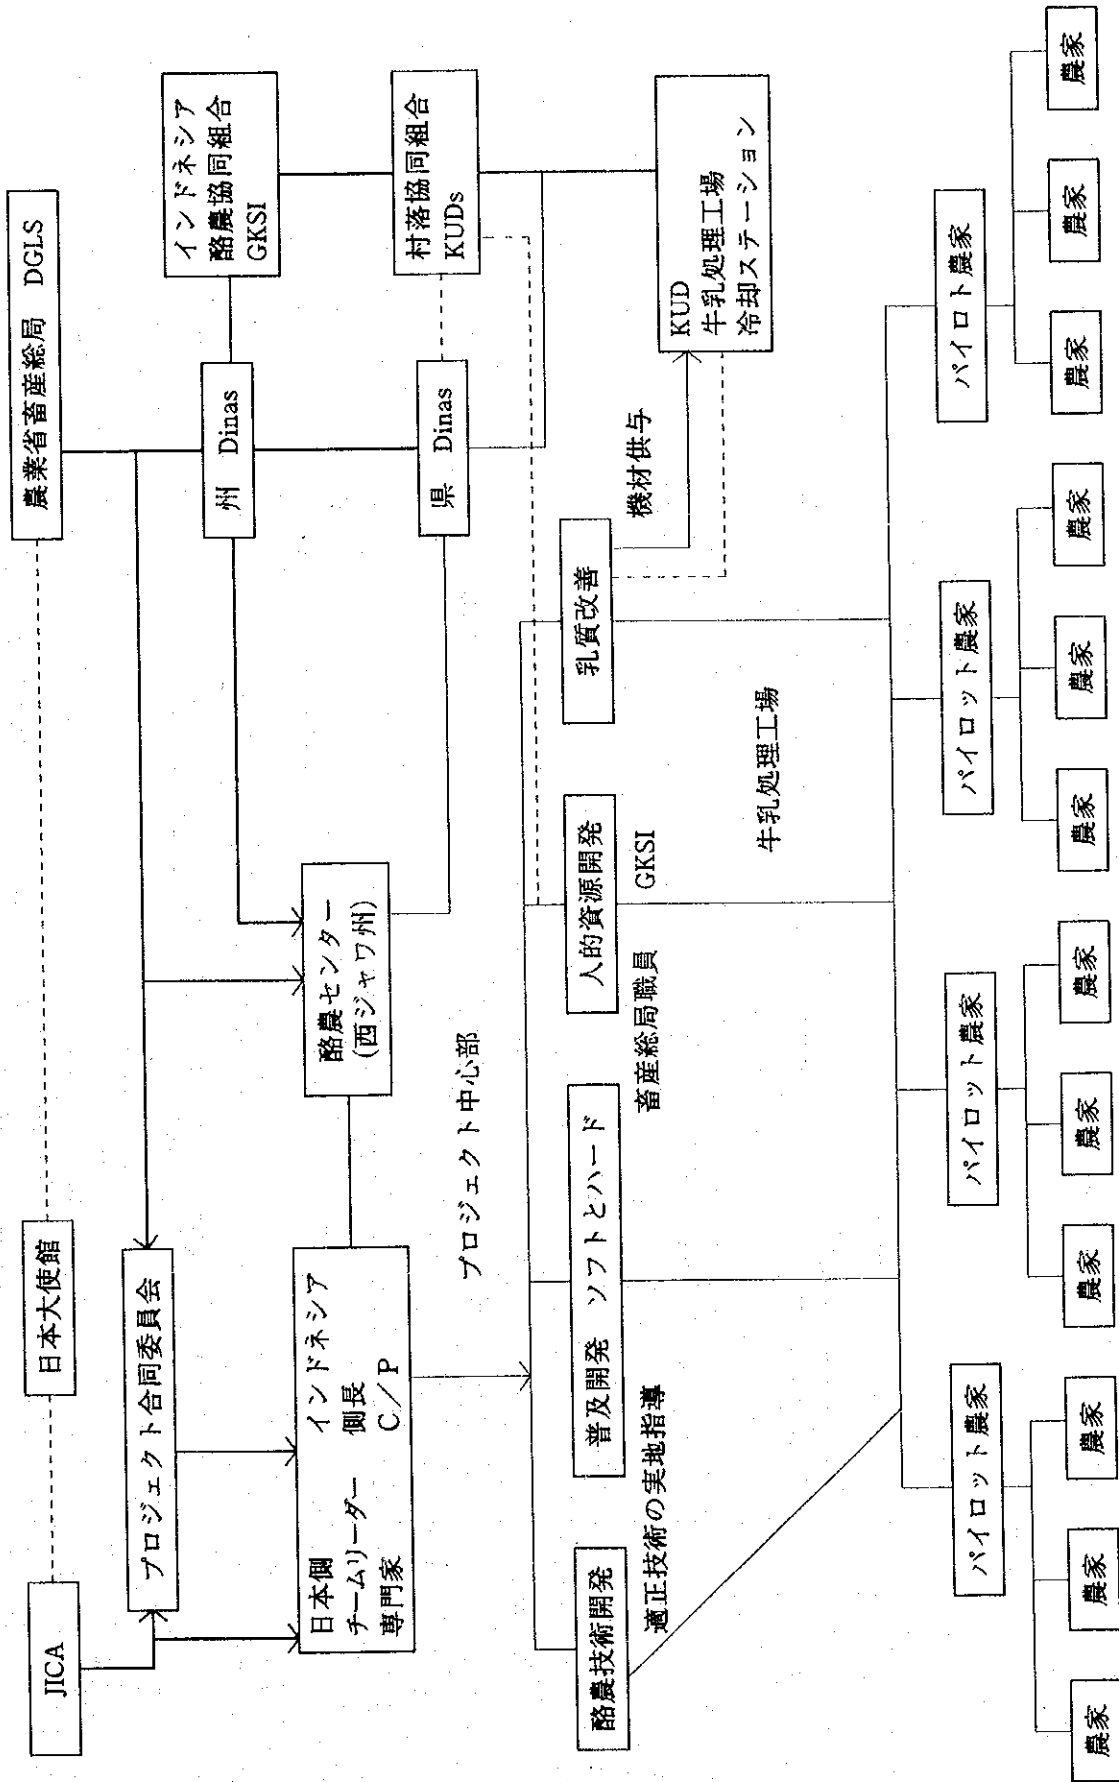 JICA
日本大使館
農業省畜産総局 DGLS
プロジェクト合同委員会
州 Dinas
インドネシア
酪農協同組合
GKSI
日本側
チームリーダー
専門家
インドネシア
側長
C／P
酪農センター
(西ジャワ州)
県 Dinas
村落協同組合
KUDs
プロジェクト中心部
酪農技術開発
普及開発 ソフトとハード
人的資源開発
乳質改善
機材供与
KUD
牛乳処理工場
冷却ステーション
適正技術の実地指導
畜産総局職員
GKSI
牛乳処理工場
パイロット農家
パイロット農家
パイロット農家
パイロト農家
農家
農家
農家
農家
農家
農家
農家
農家
農家
農家
農家
農家